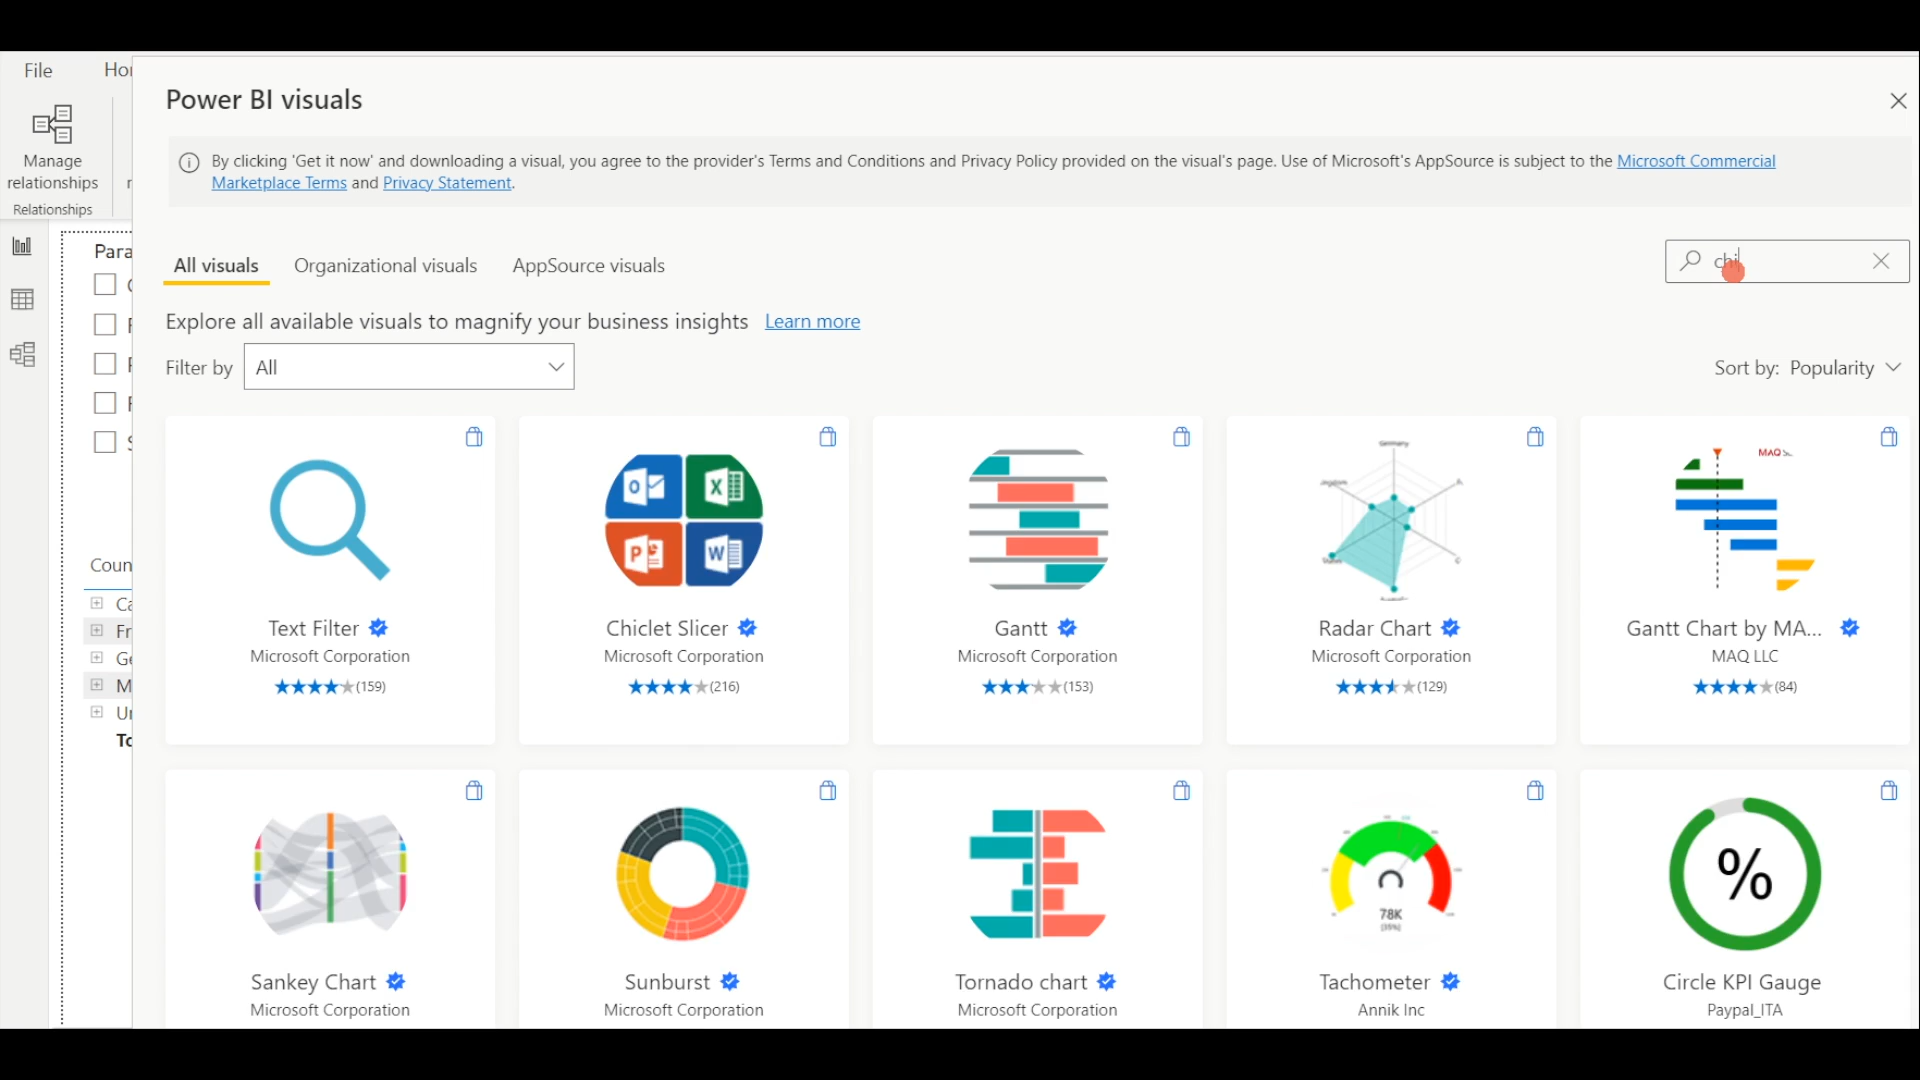 File
Power BI visuals
Manage
relationships
Relationships
By clicking 'Get it now' and downloading a visual, you agree to the provider's Terms and Conditions and Privacy Policy provided on the visual's page. Use of Microsoft's AppSource is subject to the Microsoft Commercial
Marketplace Terms and Privacy Statement.
All visuals
Organizational visuals
AppSource visuals
chi
Explore all available visuals to magnify your business insights Learn more
Filter by All
Sort by: Popularity
Text Filter
Microsoft Corporation
(159)
Chiclet Slicer
Microsoft Corporation
(216)
Gantt
Microsoft Corporation
(153)
Germany
Radar Chart
Microsoft Corporation
(129)
MAQ
Gantt Chart by MA...
MAQ LLC
(84)
Sankey Chart
Microsoft Corporation
Sunburst
Microsoft Corporation
Tornado chart
Microsoft Corporation
78K
(35%)
Tachometer
Annik Inc
%
Circle KPI Gauge
Paypal_ITA